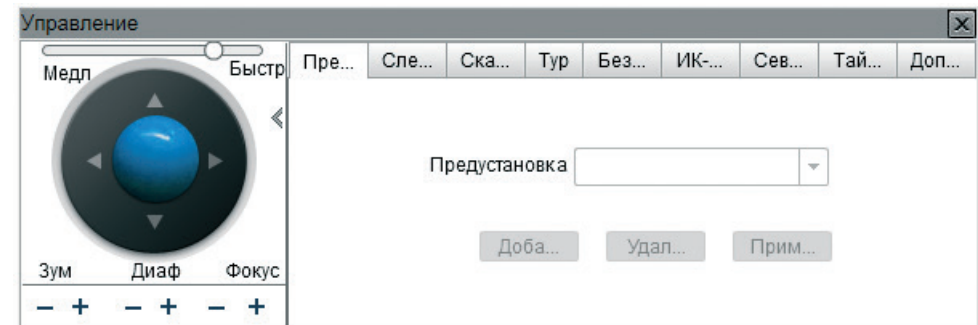 Управление
Медл Быстр
Пре... Сле... Ска... Тур Без... ИК-... Сев... Тай... Доп...
Предустановка
Доба... Удал... Прим...
Зум Диаф Фокус
− + − + − +